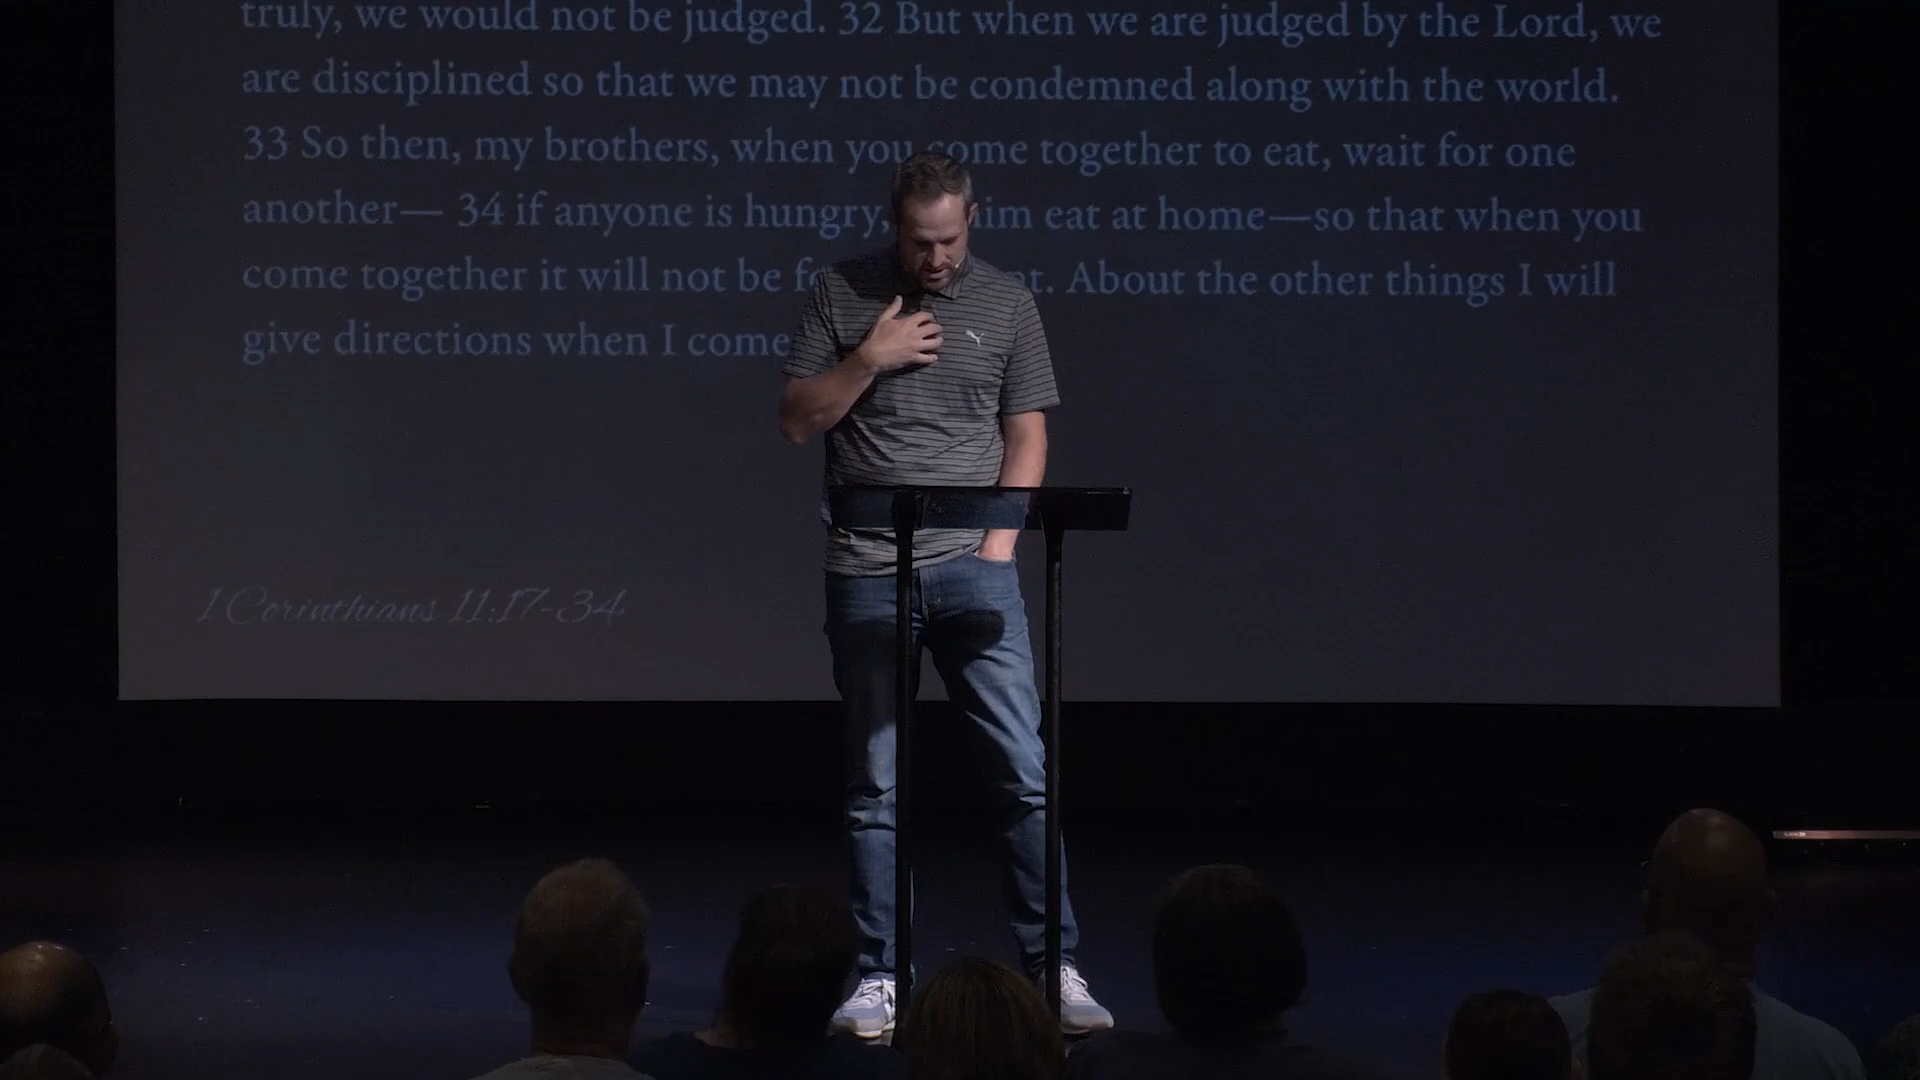 truly, we would not be judged. 32 But when we are judged by the Lord, we
are disciplined so that we may not be condemned along with the world.
33 So then, my brothers, when you come together to eat, wait for one
another— 34 if anyone is hungry, him eat at home—so that when you
come together it will not be. About the other things I will
give directions when I come
1 Corinthians 11:17-34